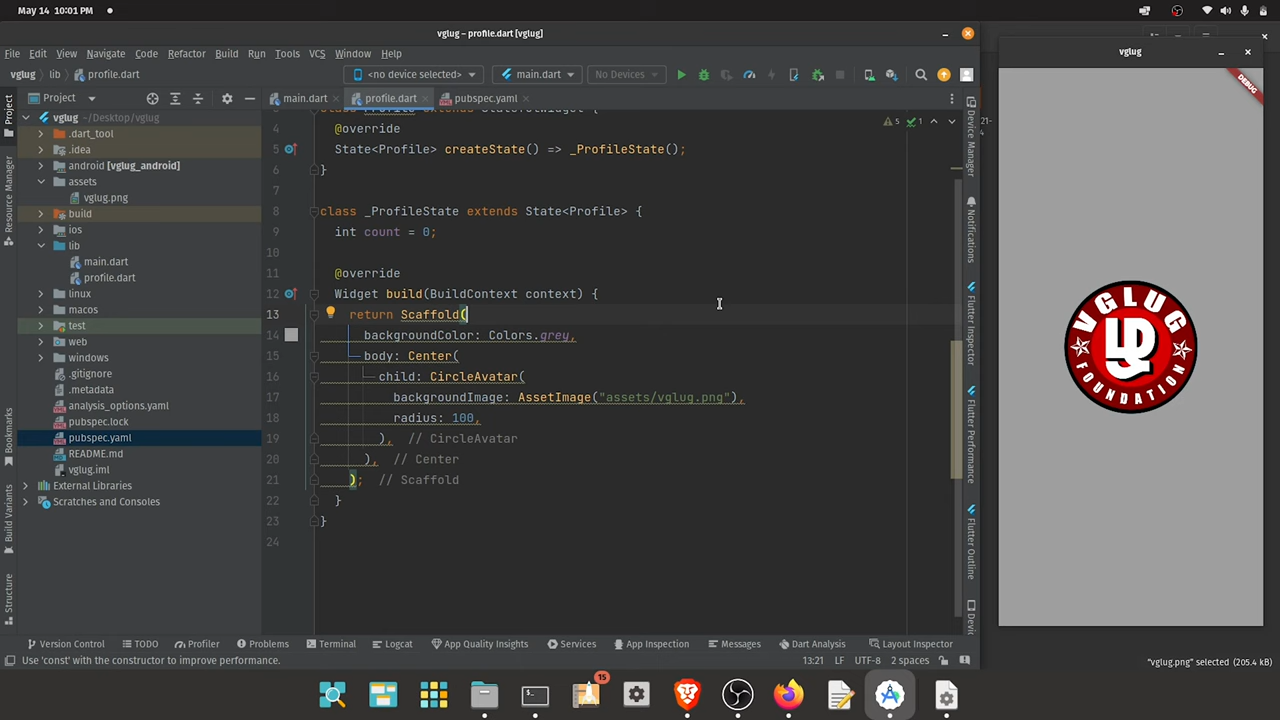 May 14 10:01 PM
vglug – profile.dart [vglug]
File Edit View Navigate Code Refactor Build Run Tools VCS Window Help
vglug lib profile.dart
<no device selected> main.dart No Devices
Project
main.dart profile.dart pubspec.yaml
Project
Resource Manager
Bookmarks
Build Variants
Structure
vglug ~/Desktop/vglug
.dart_tool
.idea
android [vglug_android]
assets
vglug.png
build
ios
lib
main.dart
profile.dart
linux
macos
test
web
windows
.gitignore
.metadata
analysis_options.yaml
pubspec.lock
pubspec.yaml
README.md
vglug.iml
External Libraries
Scratches and Consoles
5 1
4 @override
5 State<Profile> createState() => _ProfileState();
6 }
7
8 class _ProfileState extends State<Profile> {
9 int count = 0;
10
11 @override
12 Widget build(BuildContext context) {
13 return Scaffold(
14 backgroundColor: Colors.grey,
15 body: Center(
16 child: CircleAvatar(
17 backgroundImage: AssetImage("assets/vglug.png"),
18 radius: 100,
19 ), // CircleAvatar
20 ), // Center
21 ); // Scaffold
22 }
23 }
24
Device Manager
Notifications
Flutter Inspector
Flutter Performance
Flutter Outline
Version Control TODO Profiler Problems Terminal Logcat App Quality Insights Services App Inspection Messages Dart Analysis Layout Inspector
Use 'const' with the constructor to improve performance.
13:21 LF UTF-8 2 spaces
vglug
DEBUG
VGLUG
FOUNDATION
"vglug.png" selected (205.4 kB)
15